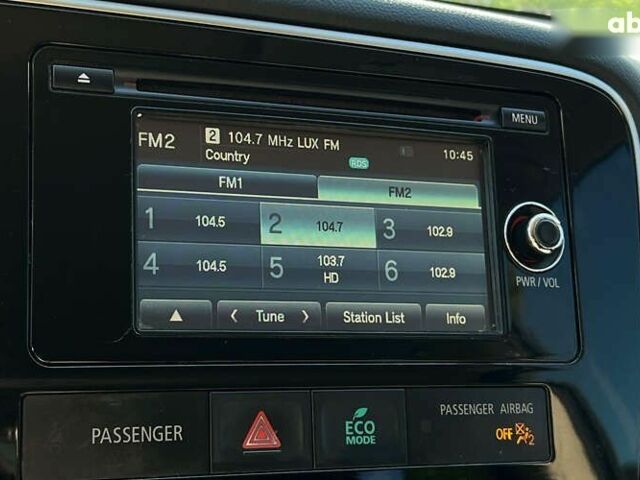 ab
MENU
FM2 2 104.7 MHz LUX FM
Country RDS 10:45
FM1 FM2
1 104.5 2 104.7 3 102.9
4 104.5 5 103.7 HD 6 102.9
Tune Station List Info
PWR / VOL
PASSENGER
ECO
MODE
PASSENGER AIRBAG
OFF 2